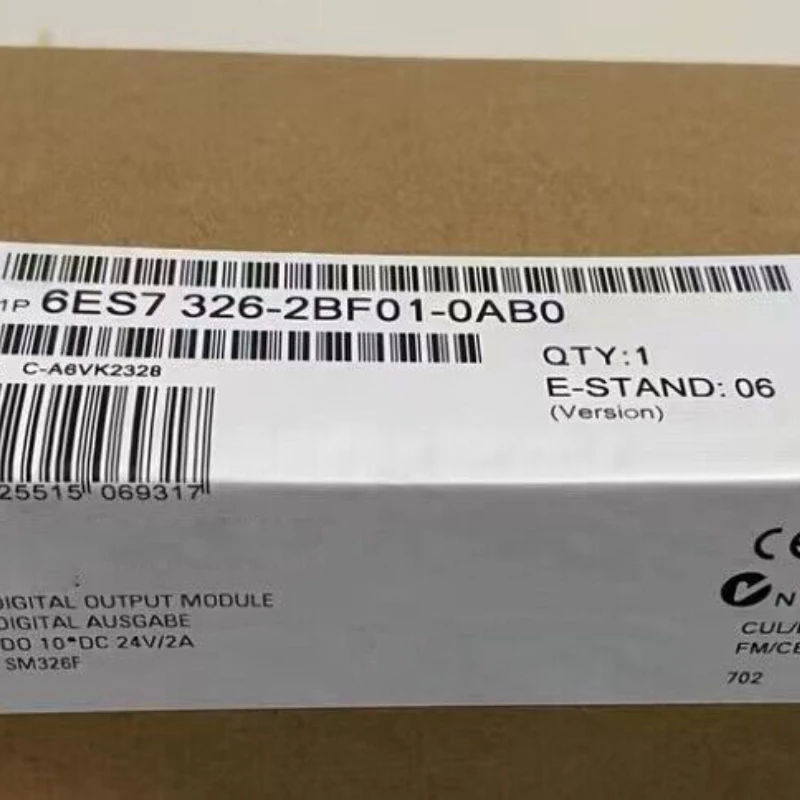 1P 6ES7 326-2BF01-0AB0
C-A6VK2328
QTY:1
E-STAND: 06
(Version)
25515 069317
DIGITAL OUTPUT MODULE
DIGITAL AUSGABE
DO 10*DC 24V/2A
SM326F
CE
N
CUL/
FM/CE
702